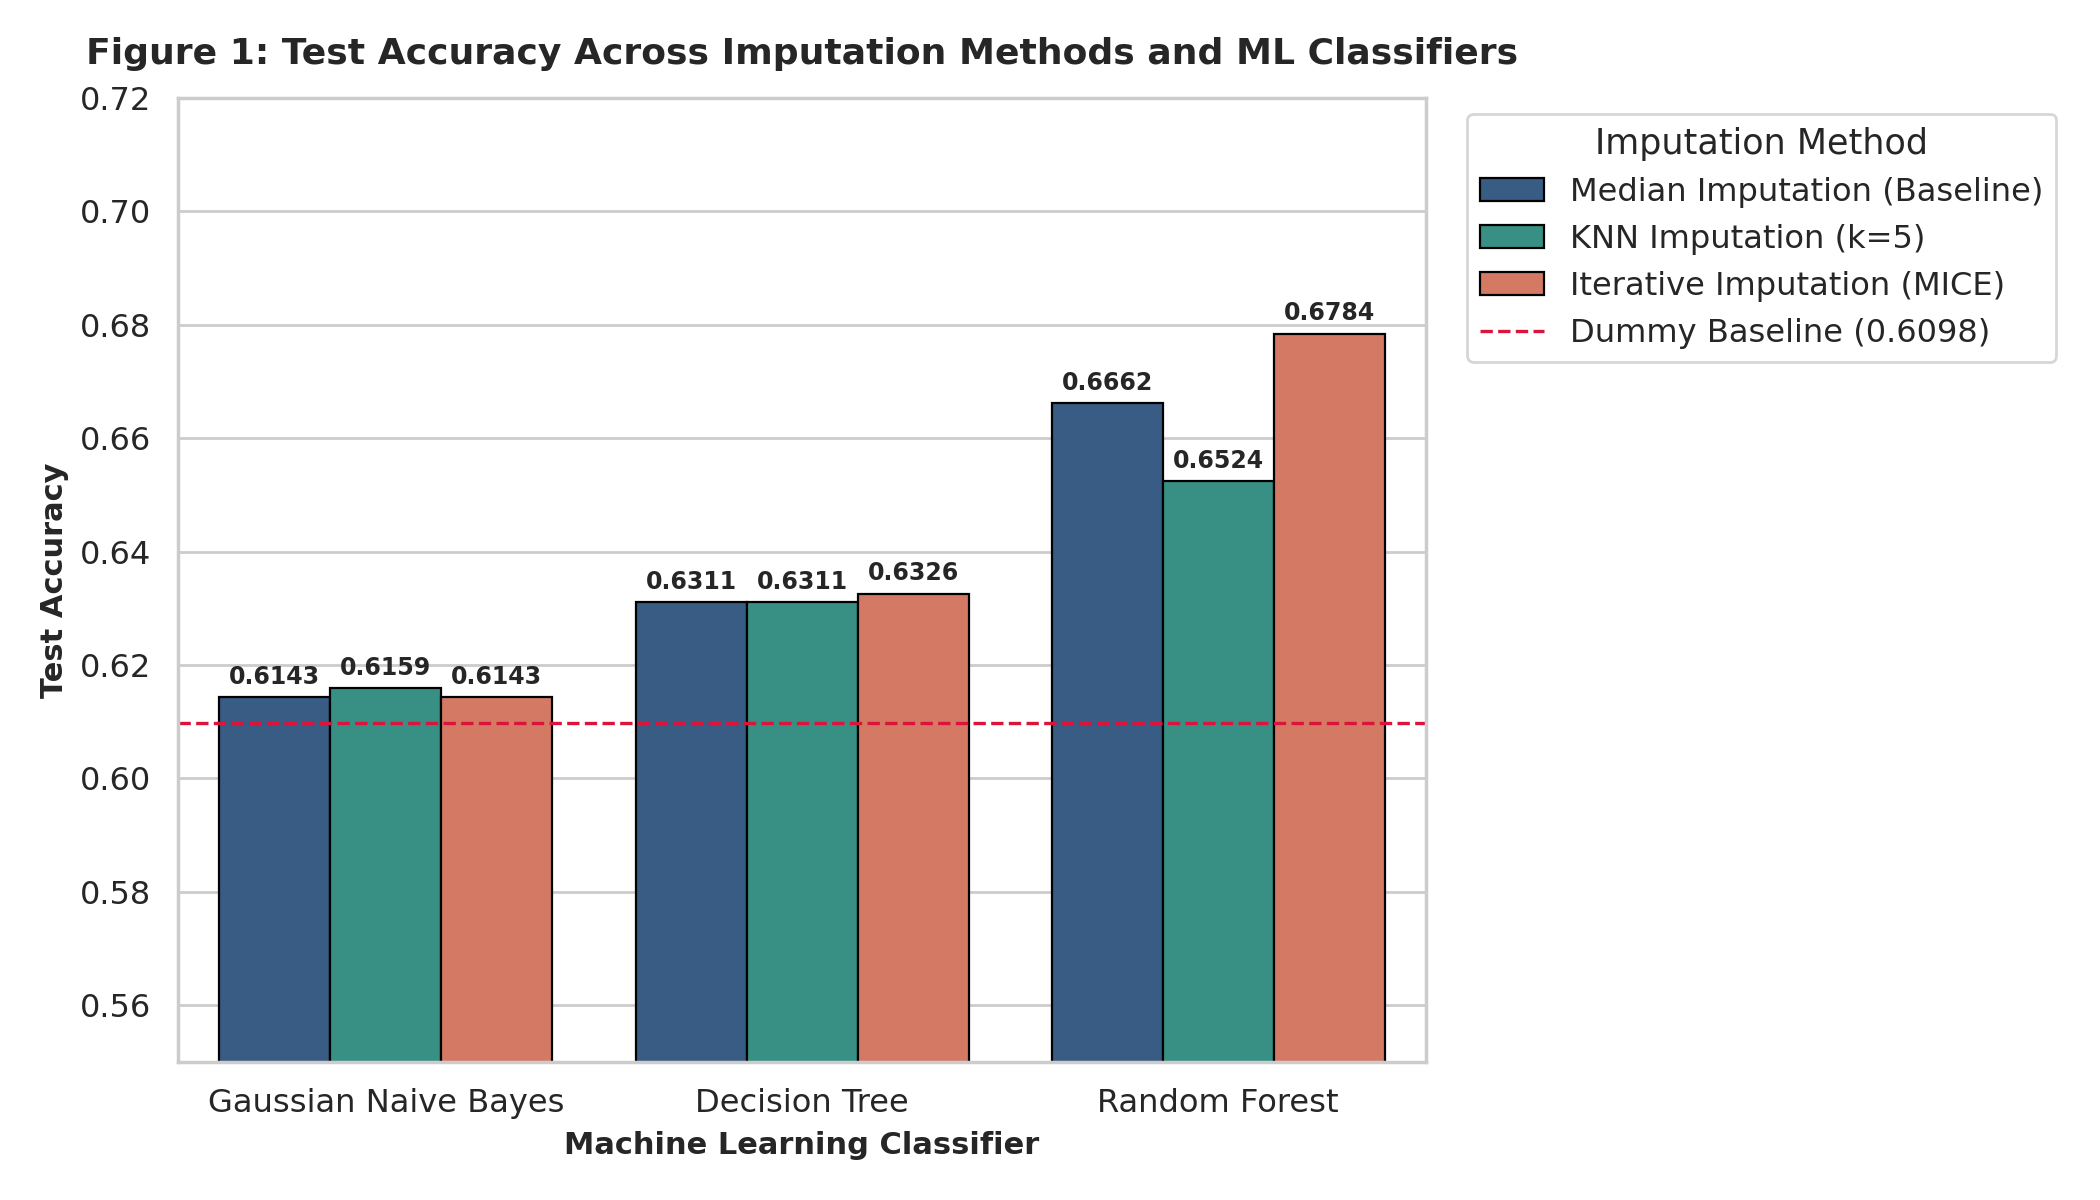 Figure 1: Test Accuracy Across Imputation Methods and ML Classifiers
Test Accuracy
0.72
0.70
0.68
0.66
0.64
0.62
0.60
0.58
0.56
0.6143
0.6159
0.6143
0.6311
0.6311
0.6326
0.6662
0.6524
0.6784
Gaussian Naive Bayes
Decision Tree
Random Forest
Machine Learning Classifier
Imputation Method
Median Imputation (Baseline)
KNN Imputation (k=5)
Iterative Imputation (MICE)
Dummy Baseline (0.6098)